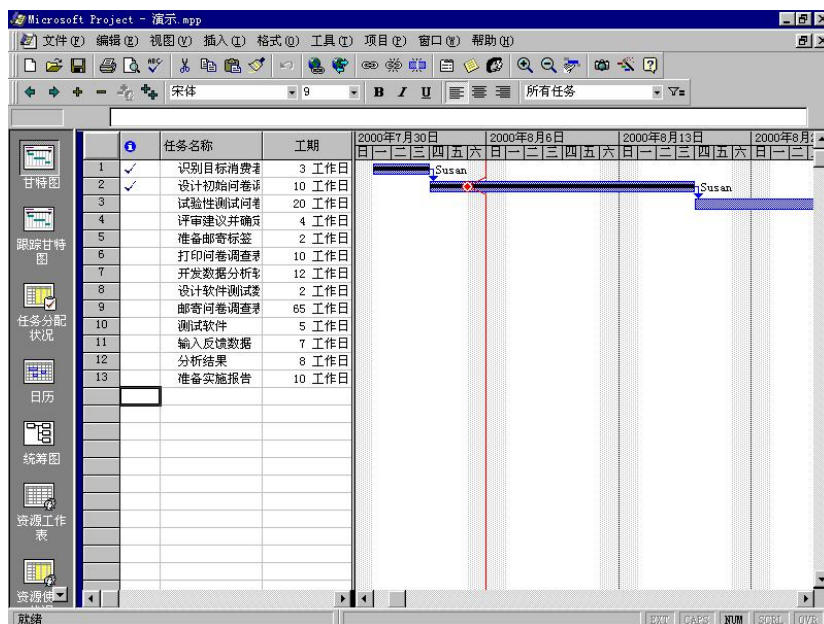 Microsoft Project - 演示.mpp
文件(F) 编辑(E) 视图(V) 插入(I) 格式(O) 工具(T) 项目(P) 窗口(W) 帮助(H)
宋体 9 B I U 所有任务
任务名称 工期
2000年7月30日 2000年8月6日 2000年8月13日 2000年8月
日 一 二 三 四 五 六 日 一 二 三 四 五 六 日 一 二 三 四 五 六 日 一 二
1 识别目标消费者 3 工作日 Susan
2 设计初始问卷调 10 工作日 Susan
3 试验性测试问卷 20 工作日
4 评审建议并确定 4 工作日
5 准备邮寄标签 2 工作日
6 打印问卷调查表 10 工作日
7 开发数据分析软 12 工作日
8 设计软件测试数 2 工作日
9 邮寄问卷调查表 65 工作日
10 测试软件 5 工作日
11 输入反馈数据 7 工作日
12 分析结果 8 工作日
13 准备实施报告 10 工作日
甘特图
跟踪甘特
图
任务分配
状况
日历
统筹图
资源工作
表
资源使
就绪
EXT CAPS NUM SCRL OVR